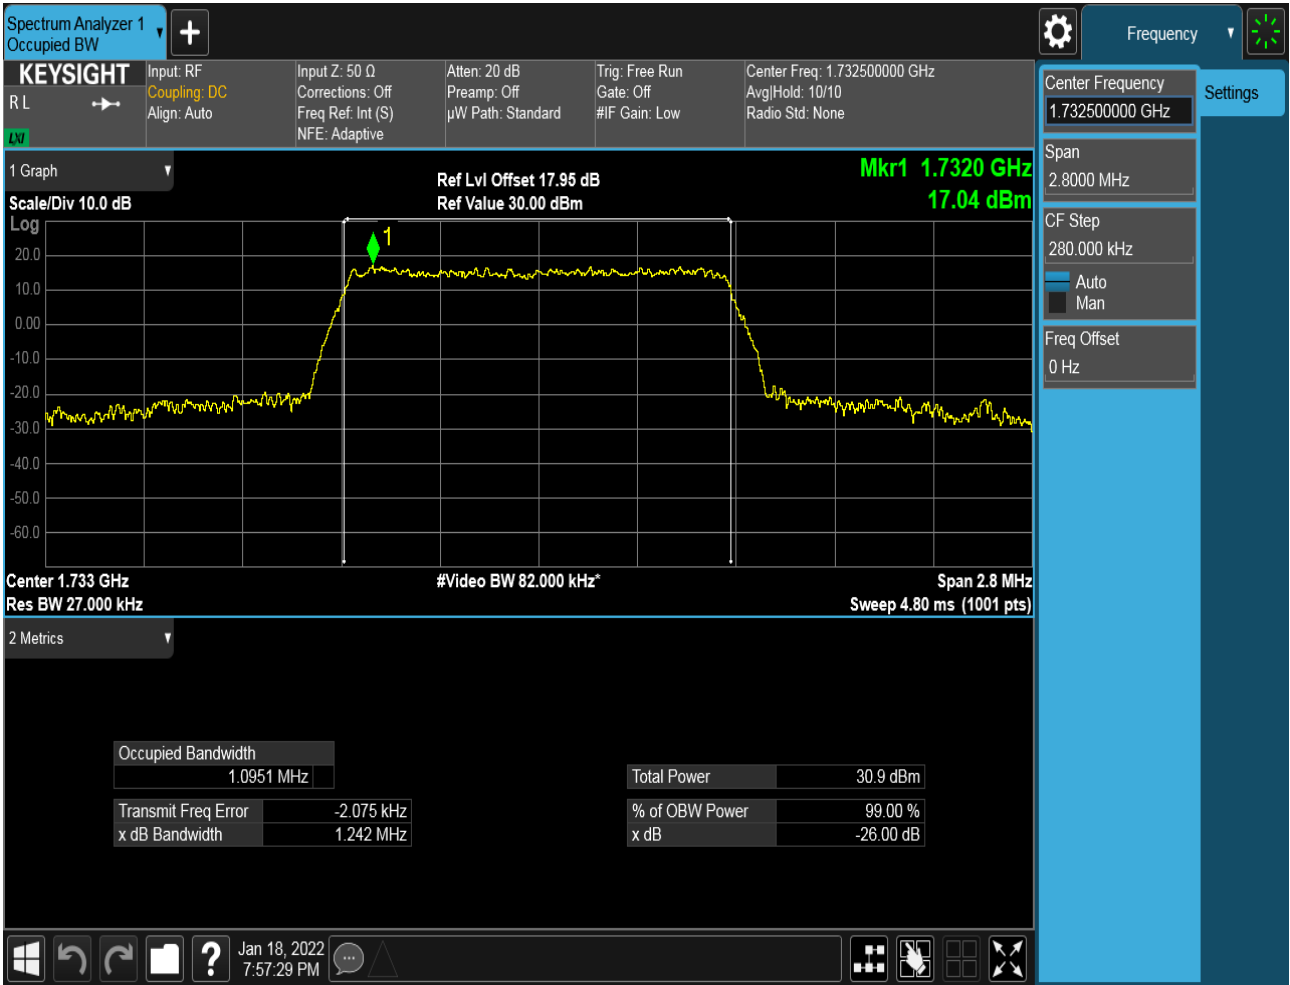 Spectrum Analyzer 1
Occupied BW
Frequency
KEYSIGHT
R L
LXI
Input: RF
Coupling: DC
Align: Auto
Input Z: 50 Ω
Corrections: Off
Freq Ref: Int (S)
NFE: Adaptive
Atten: 20 dB
Preamp: Off
µW Path: Standard
Trig: Free Run
Gate: Off
#IF Gain: Low
Center Freq: 1.732500000 GHz
Avg|Hold: 10/10
Radio Std: None
Center Frequency
1.732500000 GHz
Settings
Span
2.8000 MHz
CF Step
280.000 kHz
Auto
Man
Freq Offset
0 Hz
1 Graph
Scale/Div 10.0 dB
Ref Lvl Offset 17.95 dB
Ref Value 30.00 dBm
Mkr1 1.7320 GHz
17.04 dBm
Log
1
20.0
10.0
0.00
-10.0
-20.0
-30.0
-40.0
-50.0
-60.0
Center 1.733 GHz
#Video BW 82.000 kHz*
Span 2.8 MHz
Res BW 27.000 kHz
Sweep 4.80 ms (1001 pts)
2 Metrics
Occupied Bandwidth
1.0951 MHz
Total Power 30.9 dBm
Transmit Freq Error -2.075 kHz
% of OBW Power 99.00 %
x dB Bandwidth 1.242 MHz
x dB -26.00 dB
?
Jan 18, 2022
7:57:29 PM